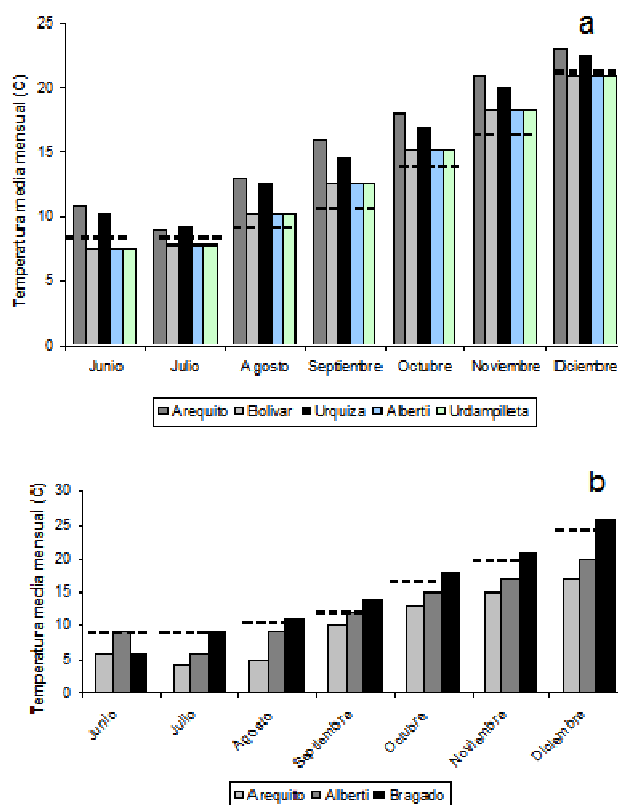 a
Temperatura media mensual (C)
25
20
15
10
5
0
Junio Julio Agosto Septiembre Octubre Noviembre Diciembre
Arequito Bolivar Urquiza Alberti Urdampilleta
b
Temperatura media mensual (C)
30
25
20
15
10
5
0
Junio Julio Agosto Septiembre Octubre Noviembre Diciembre
Arequito Alberti Bragado